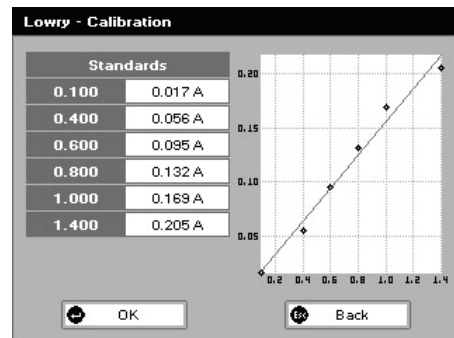 Lowry - Calibration
Standards
0.100 0.017 A
0.400 0.056 A
0.600 0.095 A
0.800 0.132 A
1.000 0.169 A
1.400 0.205 A
0.20
0.15
0.10
0.05
0.2 0.4 0.6 0.8 1.0 1.2 1.4
OK
Esc Back